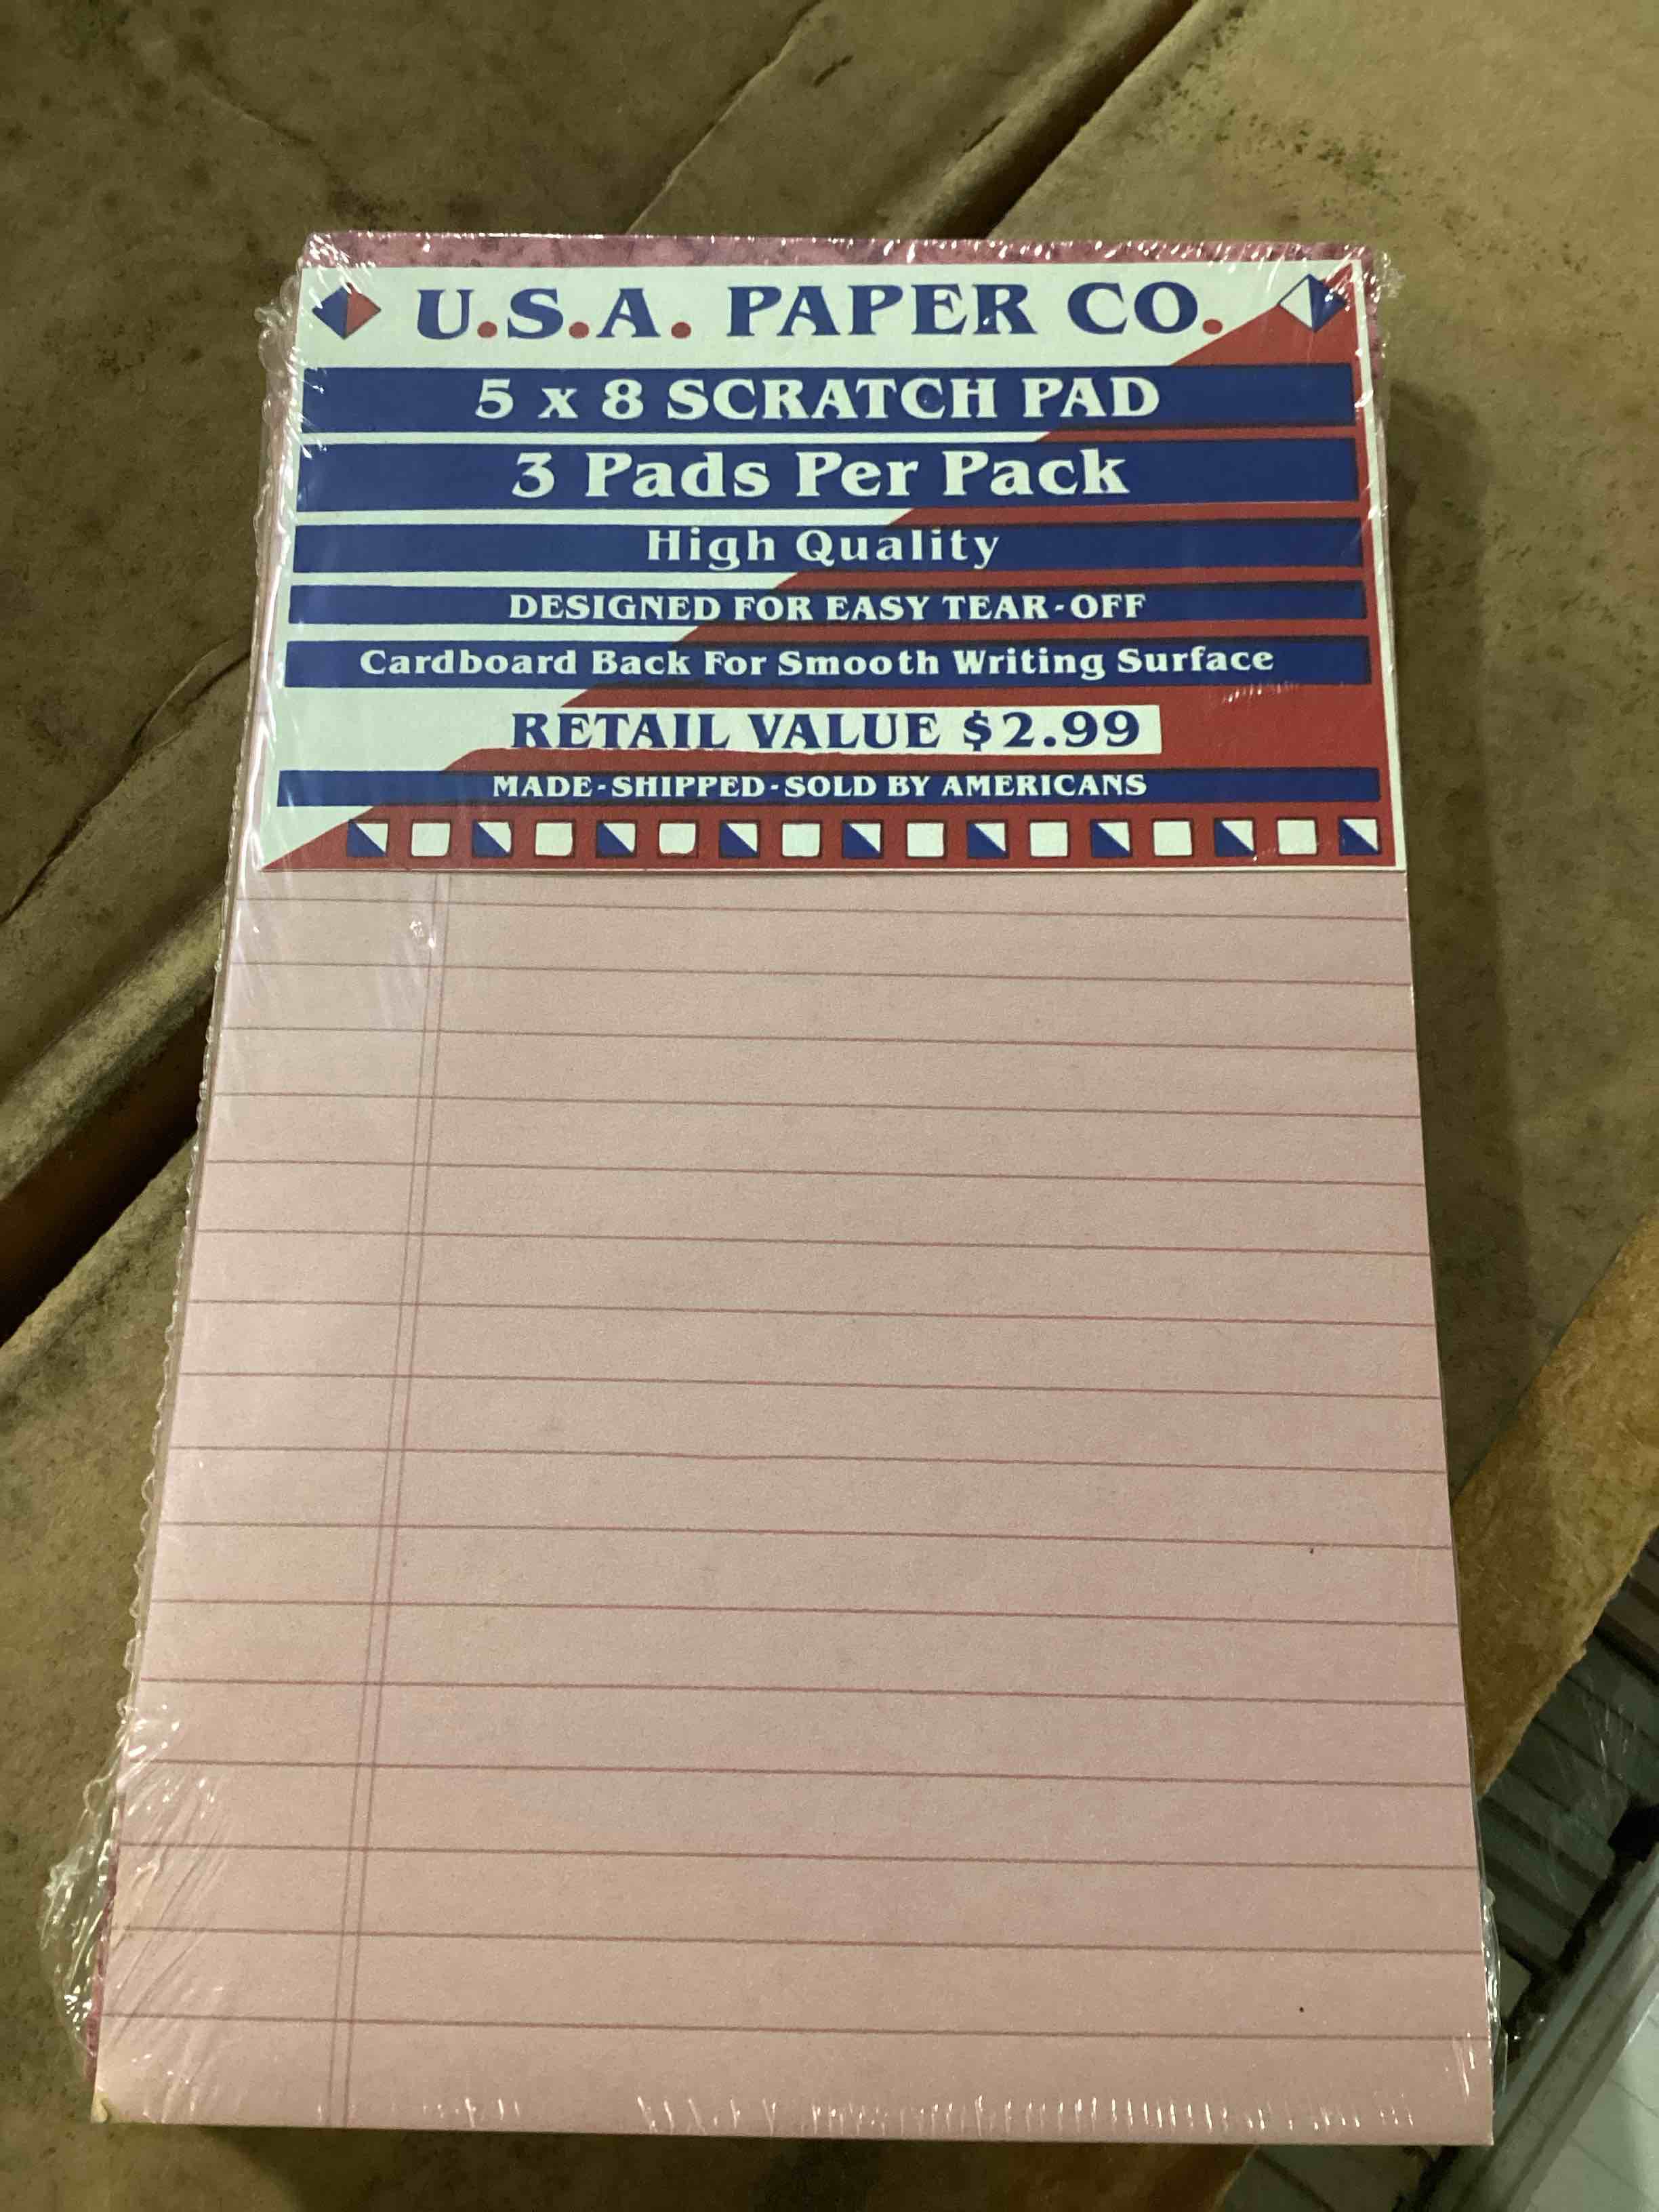 U.S.A. PAPER CO.
5 x 8 SCRATCH PAD
3 Pads Per Pack
High Quality
DESIGNED FOR EASY TEAR-OFF
Cardboard Back For Smooth Writing Surface
RETAIL VALUE $2.99
MADE-SHIPPED-SOLD BY AMERICANS